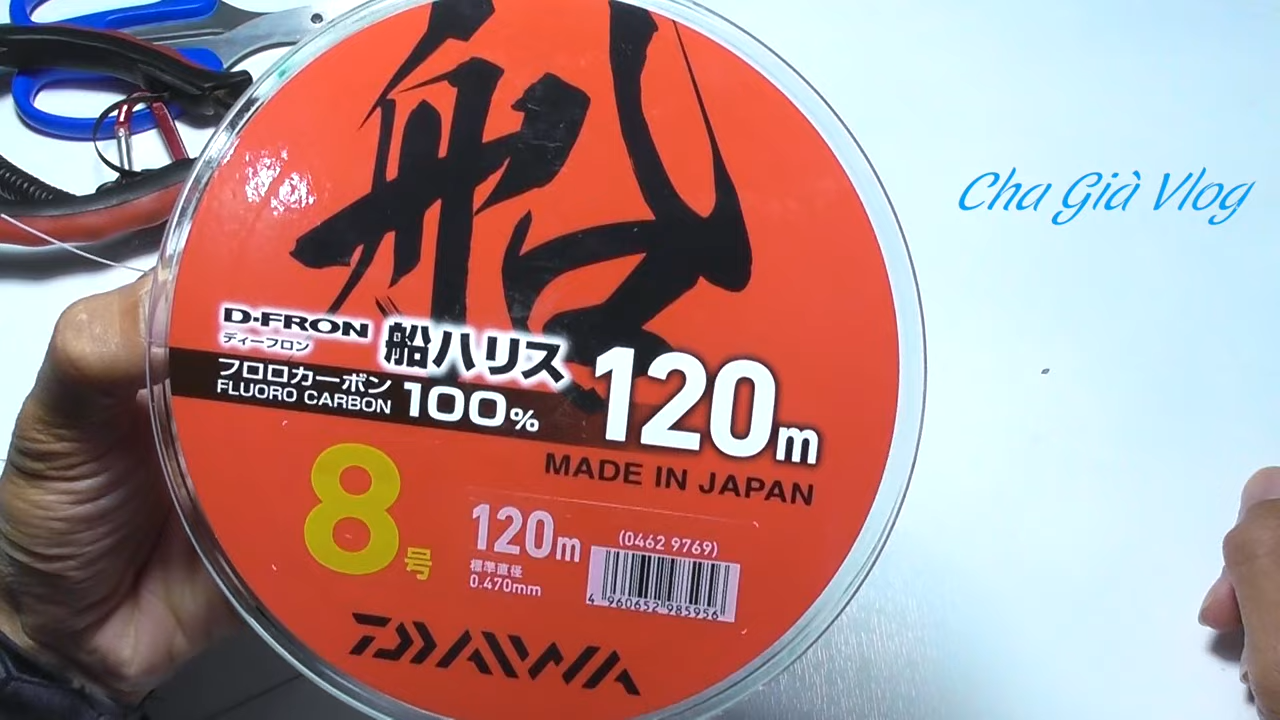 船
Cha Già Vlog
D-FRON
ディーフロン
船ハリス
120m
フロロカーボン
FLUORO CARBON
100%
MADE IN JAPAN
8号
120m
(0462 9769)
標準直径
0.470mm
4 960652 985956
DAIWA